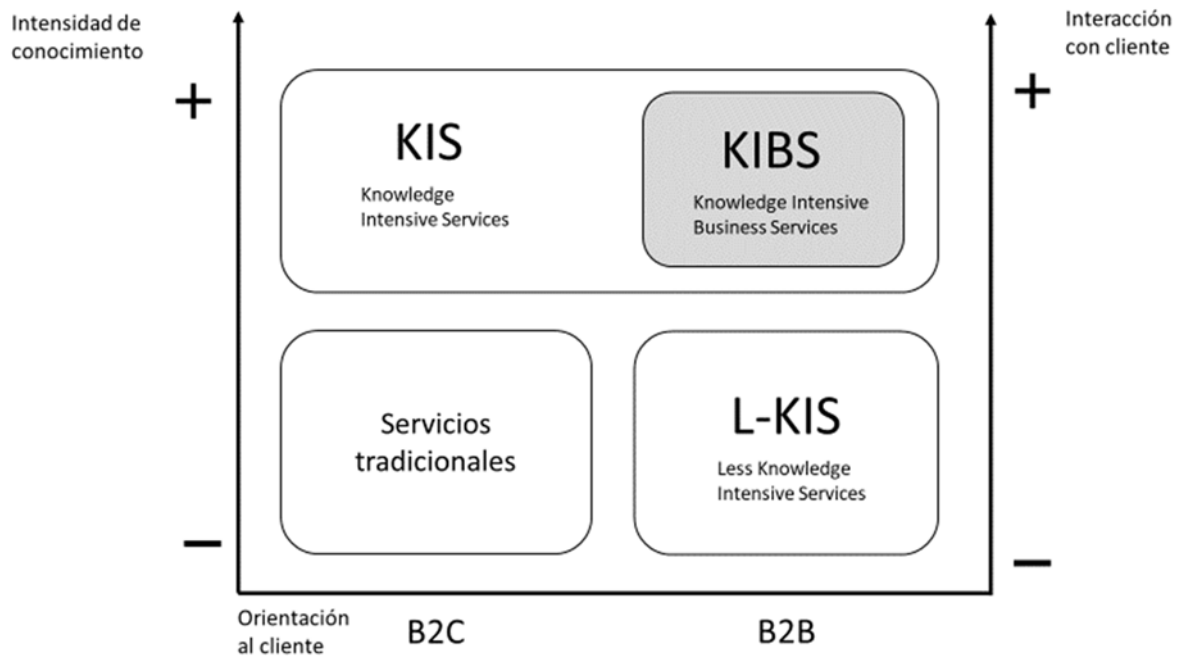 Intensidad de
conocimiento
Interacción
con cliente
+
+
KIS
Knowledge
Intensive Services
KIBS
Knowledge Intensive
Business Services
Servicios
tradicionales
L-KIS
Less Knowledge
Intensive Services
−
−
Orientación
al cliente
B2C
B2B